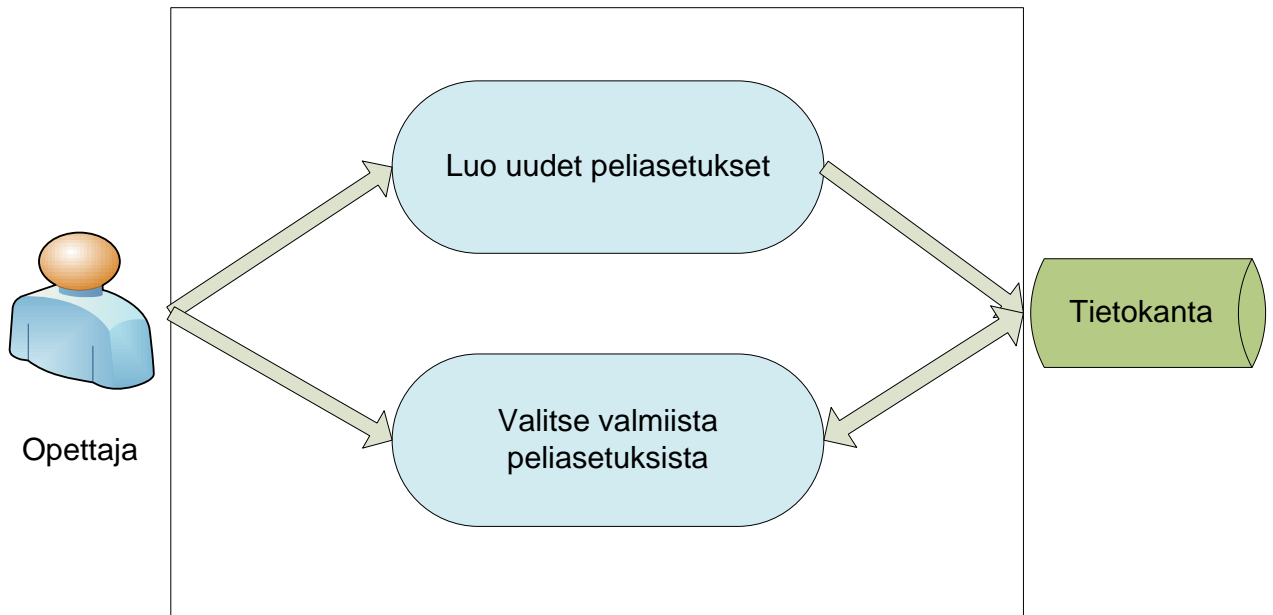 Luo uudet peliasetukset
Tietokanta
Valitse valmiista
peliasetuksista
Opettaja